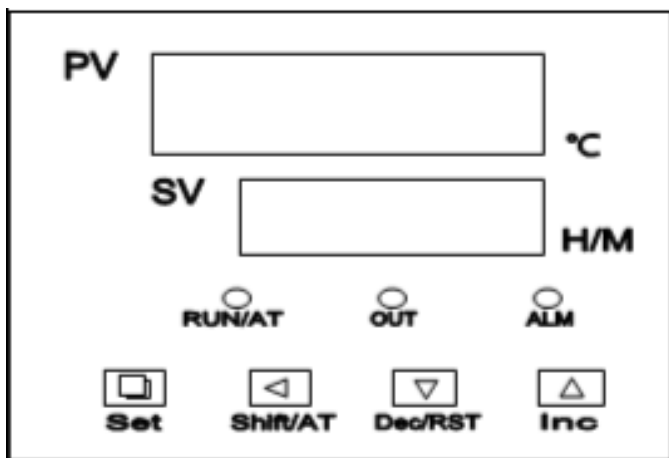 PV
°C
SV
H/M
RUN/AT OUT ALM
Set Shift/AT Dec/RST Inc